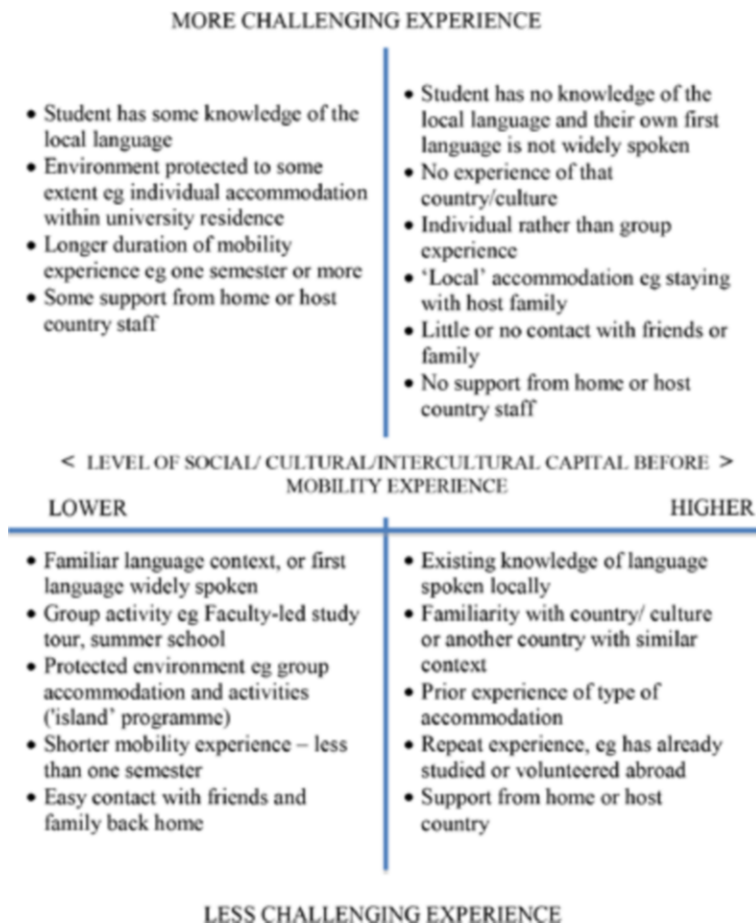 MORE CHALLENGING EXPERIENCE
• Student has some knowledge of the
local language
• Environment protected to some
extent eg individual accommodation
within university residence
• Longer duration of mobility
experience eg one semester or more
• Some support from home or host
country staff
• Student has no knowledge of the
local language and their own first
language is not widely spoken
• No experience of that
country/culture
• Individual rather than group
experience
• 'Local' accommodation eg staying
with host family
• Little or no contact with friends or
family
• No support from home or host
country staff
< LEVEL OF SOCIAL/ CULTURAL/INTERCULTURAL CAPITAL BEFORE >
MOBILITY EXPERIENCE
LOWER
HIGHER
• Familiar language context, or first
language widely spoken
• Group activity eg Faculty-led study
tour, summer school
• Protected environment eg group
accommodation and activities
('island' programme)
• Shorter mobility experience – less
than one semester
• Easy contact with friends and
family back home
• Existing knowledge of language
spoken locally
• Familiarity with country/ culture
or another country with similar
context
• Prior experience of type of
accommodation
• Repeat experience, eg has already
studied or volunteered abroad
• Support from home or host
country
LESS CHALLENGING EXPERIENCE